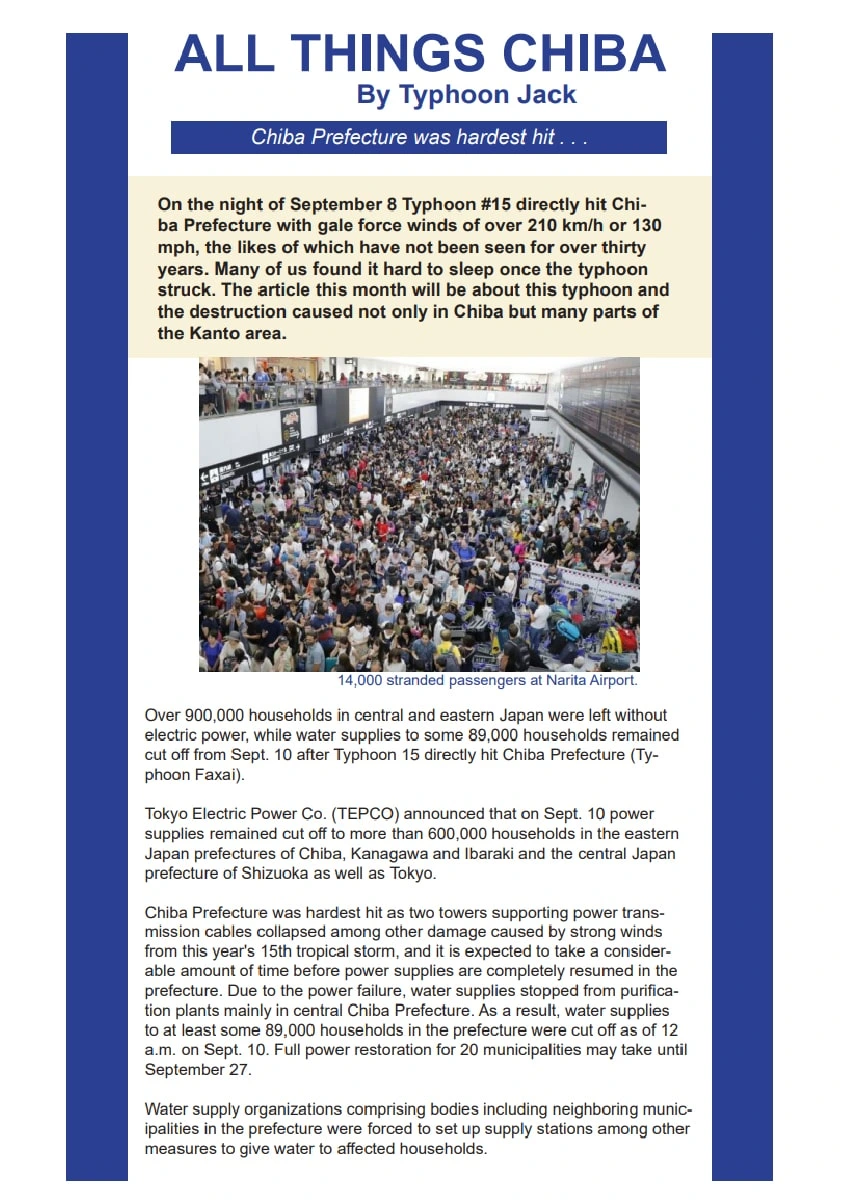 ALL THINGS CHIBA
By Typhoon Jack
Chiba Prefecture was hardest hit . . .
On the night of September 8 Typhoon #15 directly hit Chi-
ba Prefecture with gale force winds of over 210 km/h or 130
mph, the likes of which have not been seen for over thirty
years. Many of us found it hard to sleep once the typhoon
struck. The article this month will be about this typhoon and
the destruction caused not only in Chiba but many parts of
the Kanto area.
14,000 stranded passengers at Narita Airport.
Over 900,000 households in central and eastern Japan were left without
electric power, while water supplies to some 89,000 households remained
cut off from Sept. 10 after Typhoon 15 directly hit Chiba Prefecture (Ty-
phoon Faxai).
Tokyo Electric Power Co. (TEPCO) announced that on Sept. 10 power
supplies remained cut off to more than 600,000 households in the eastern
Japan prefectures of Chiba, Kanagawa and Ibaraki and the central Japan
prefecture of Shizuoka as well as Tokyo.
Chiba Prefecture was hardest hit as two towers supporting power trans-
mission cables collapsed among other damage caused by strong winds
from this year's 15th tropical storm, and it is expected to take a consider-
able amount of time before power supplies are completely resumed in the
prefecture. Due to the power failure, water supplies stopped from purifica-
tion plants mainly in central Chiba Prefecture. As a result, water supplies
to at least some 89,000 households in the prefecture were cut off as of 12
a.m. on Sept. 10. Full power restoration for 20 municipalities may take until
September 27.
Water supply organizations comprising bodies including neighboring munic-
ipalities in the prefecture were forced to set up supply stations among other
measures to give water to affected households.